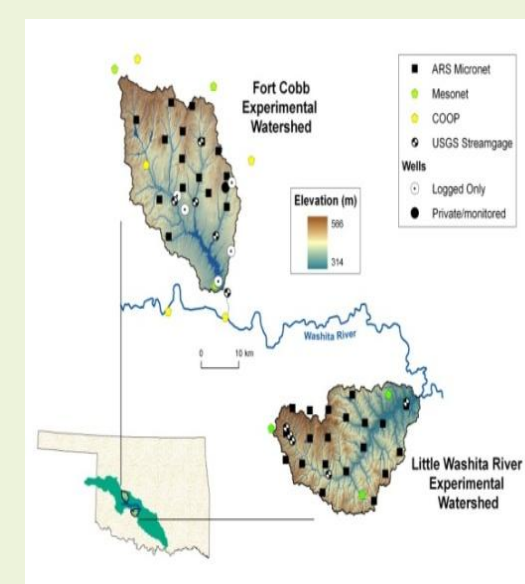 Fort Cobb
Experimental
Watershed
ARS Micronet
Mesonet
COOP
USGS Streamgage
Wells
Logged Only
Private/monitored
Elevation (m)
566
314
Washita River
0 10 km
Little Washita River
Experimental
Watershed